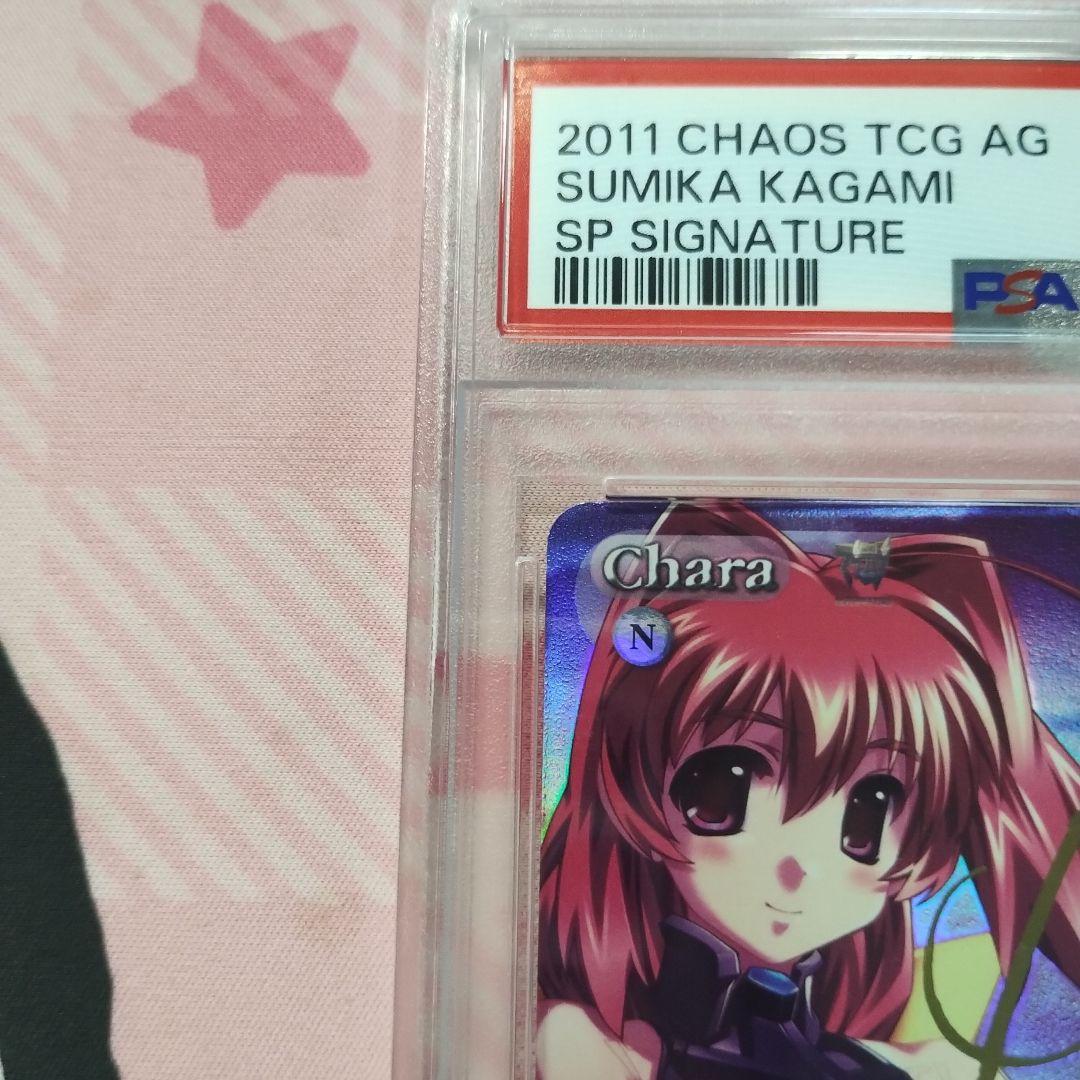 2011 CHAOS TCG AG
SUMIKA KAGAMI
SP SIGNATURE
PSA
Chara
N